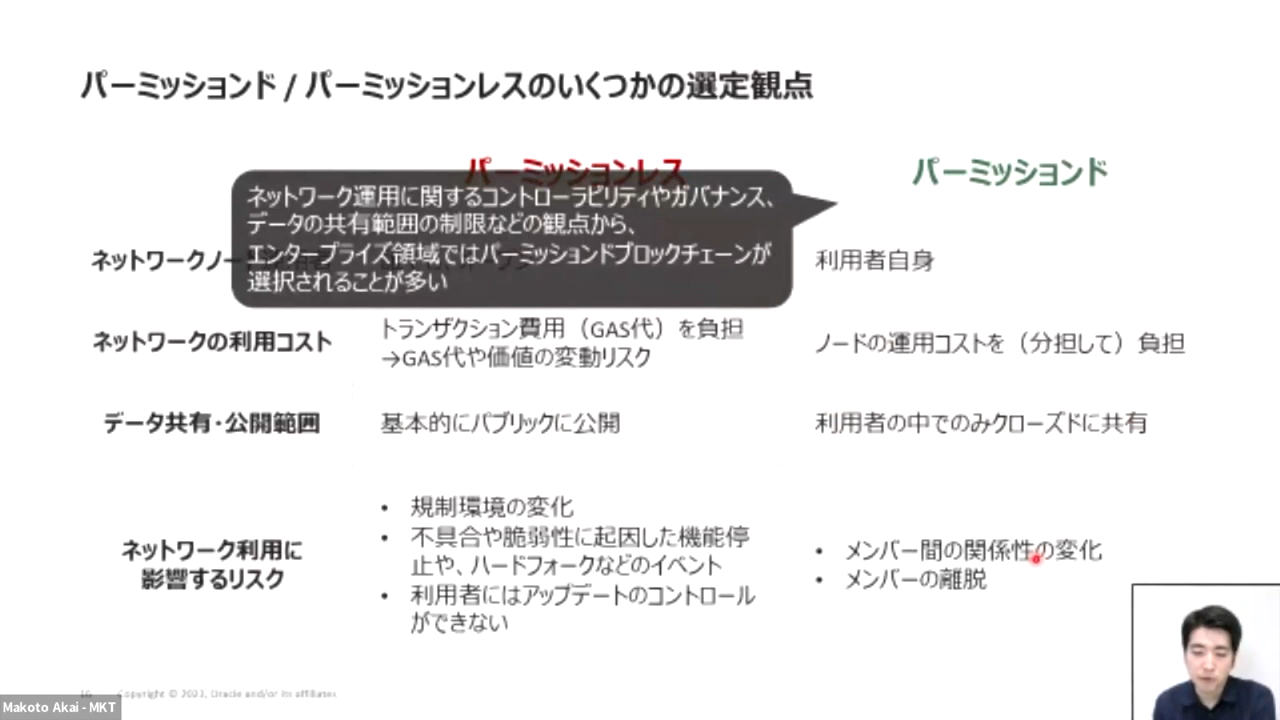 パーミッションド / パーミッションレスのいくつかの選定観点
パーミッションレス
パーミッションド
ネットワーク運用に関するコントローラビリティやガバナンス、
データの共有範囲の制限などの観点から、
エンタープライズ領域ではパーミッションドブロックチェーンが
選択されることが多い
ネットワークノー
利用者自身
ネットワークの利用コスト
トランザクション費用（GAS代）を負担
→GAS代や価値の変動リスク
ノードの運用コストを（分担して）負担
データ共有・公開範囲
基本的にパブリックに公開
利用者の中でのみクローズドに共有
ネットワーク利用に
影響するリスク
• 規制環境の変化
• 不具合や脆弱性に起因した機能停
止や、ハードフォークなどのイベント
• 利用者にはアップデートのコントロール
ができない
• メンバー間の関係性の変化
• メンバーの離脱
16 Copyright © 2023, Oracle and/or its affiliates
Makoto Akai - MKT